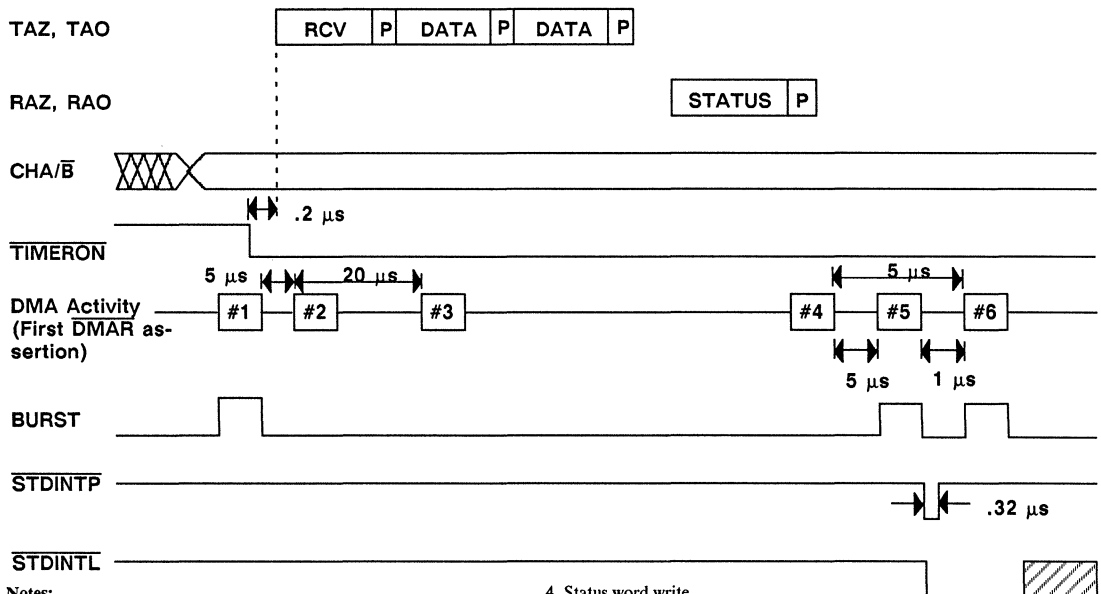 TAZ, TAO
RCV P DATA P DATA P
RAZ, RAO
STATUS P
CHA/B̅
.2 μs
TIMERON
5 μs 20 μs 5 μs
DMA Activity
(First DMAR as-
sertion)
#1 #2 #3 #4 #5 #6
5 μs 1 μs
BURST
STDINTP
.32 μs
STDINTL
Notes:
4. Status word write